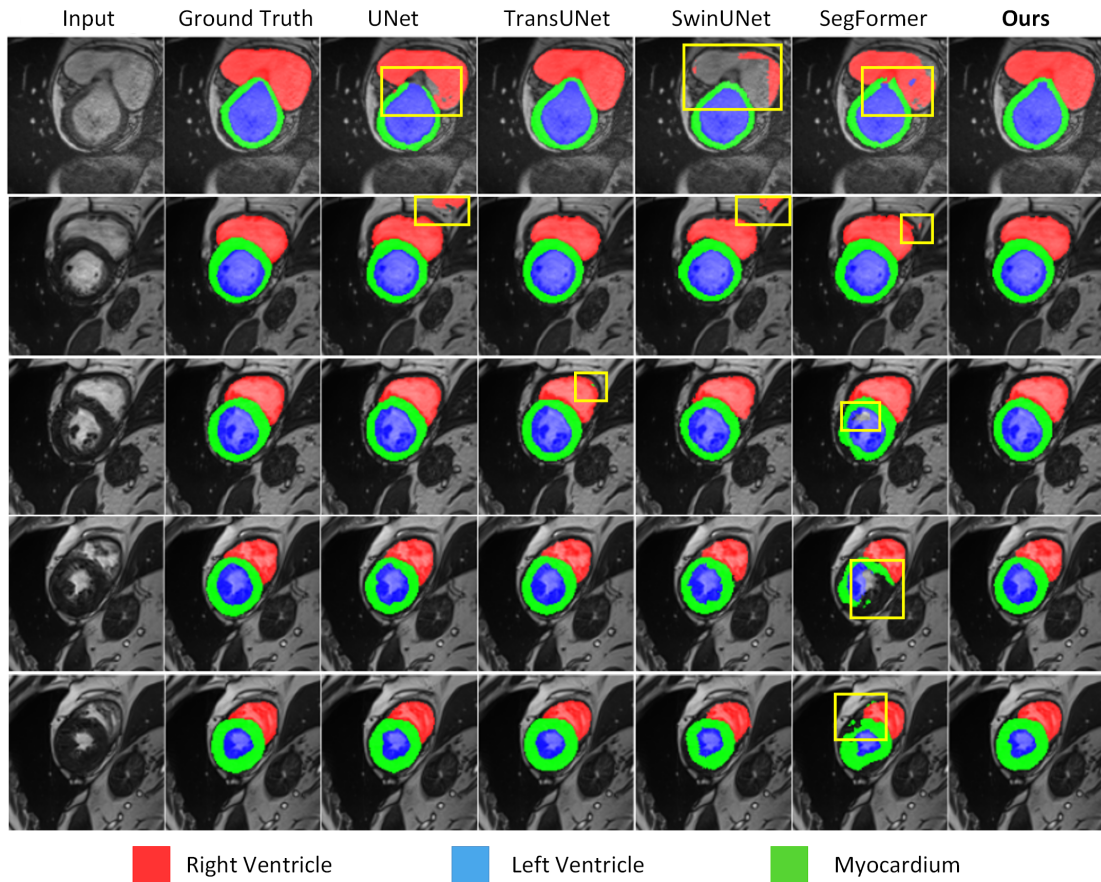 Input Ground Truth UNet TransUNet SwinUNet SegFormer Ours
Right Ventricle Left Ventricle Myocardium